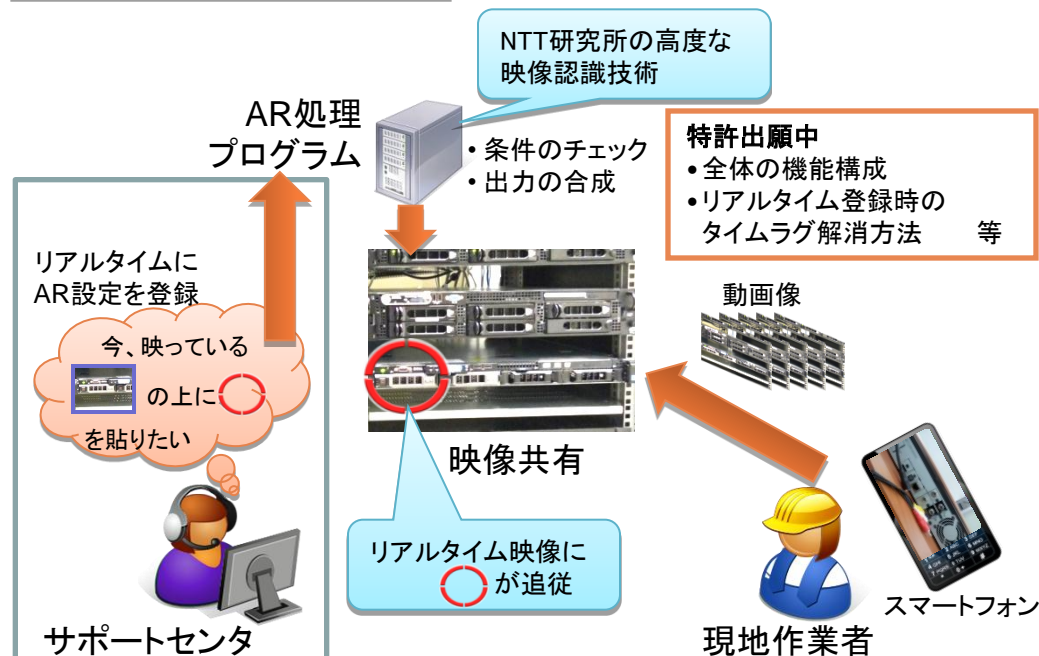 NTT研究所の高度な
映像認識技術
AR処理
プログラム
・条件のチェック
・出力の合成
特許出願中
•全体の機能構成
•リアルタイム登録時の
タイムラグ解消方法　等
リアルタイムに
AR設定を登録
今、映っている
の上に
を貼りたい
動画像
映像共有
リアルタイム映像に
が追従
サポートセンタ
現地作業者
スマートフォン